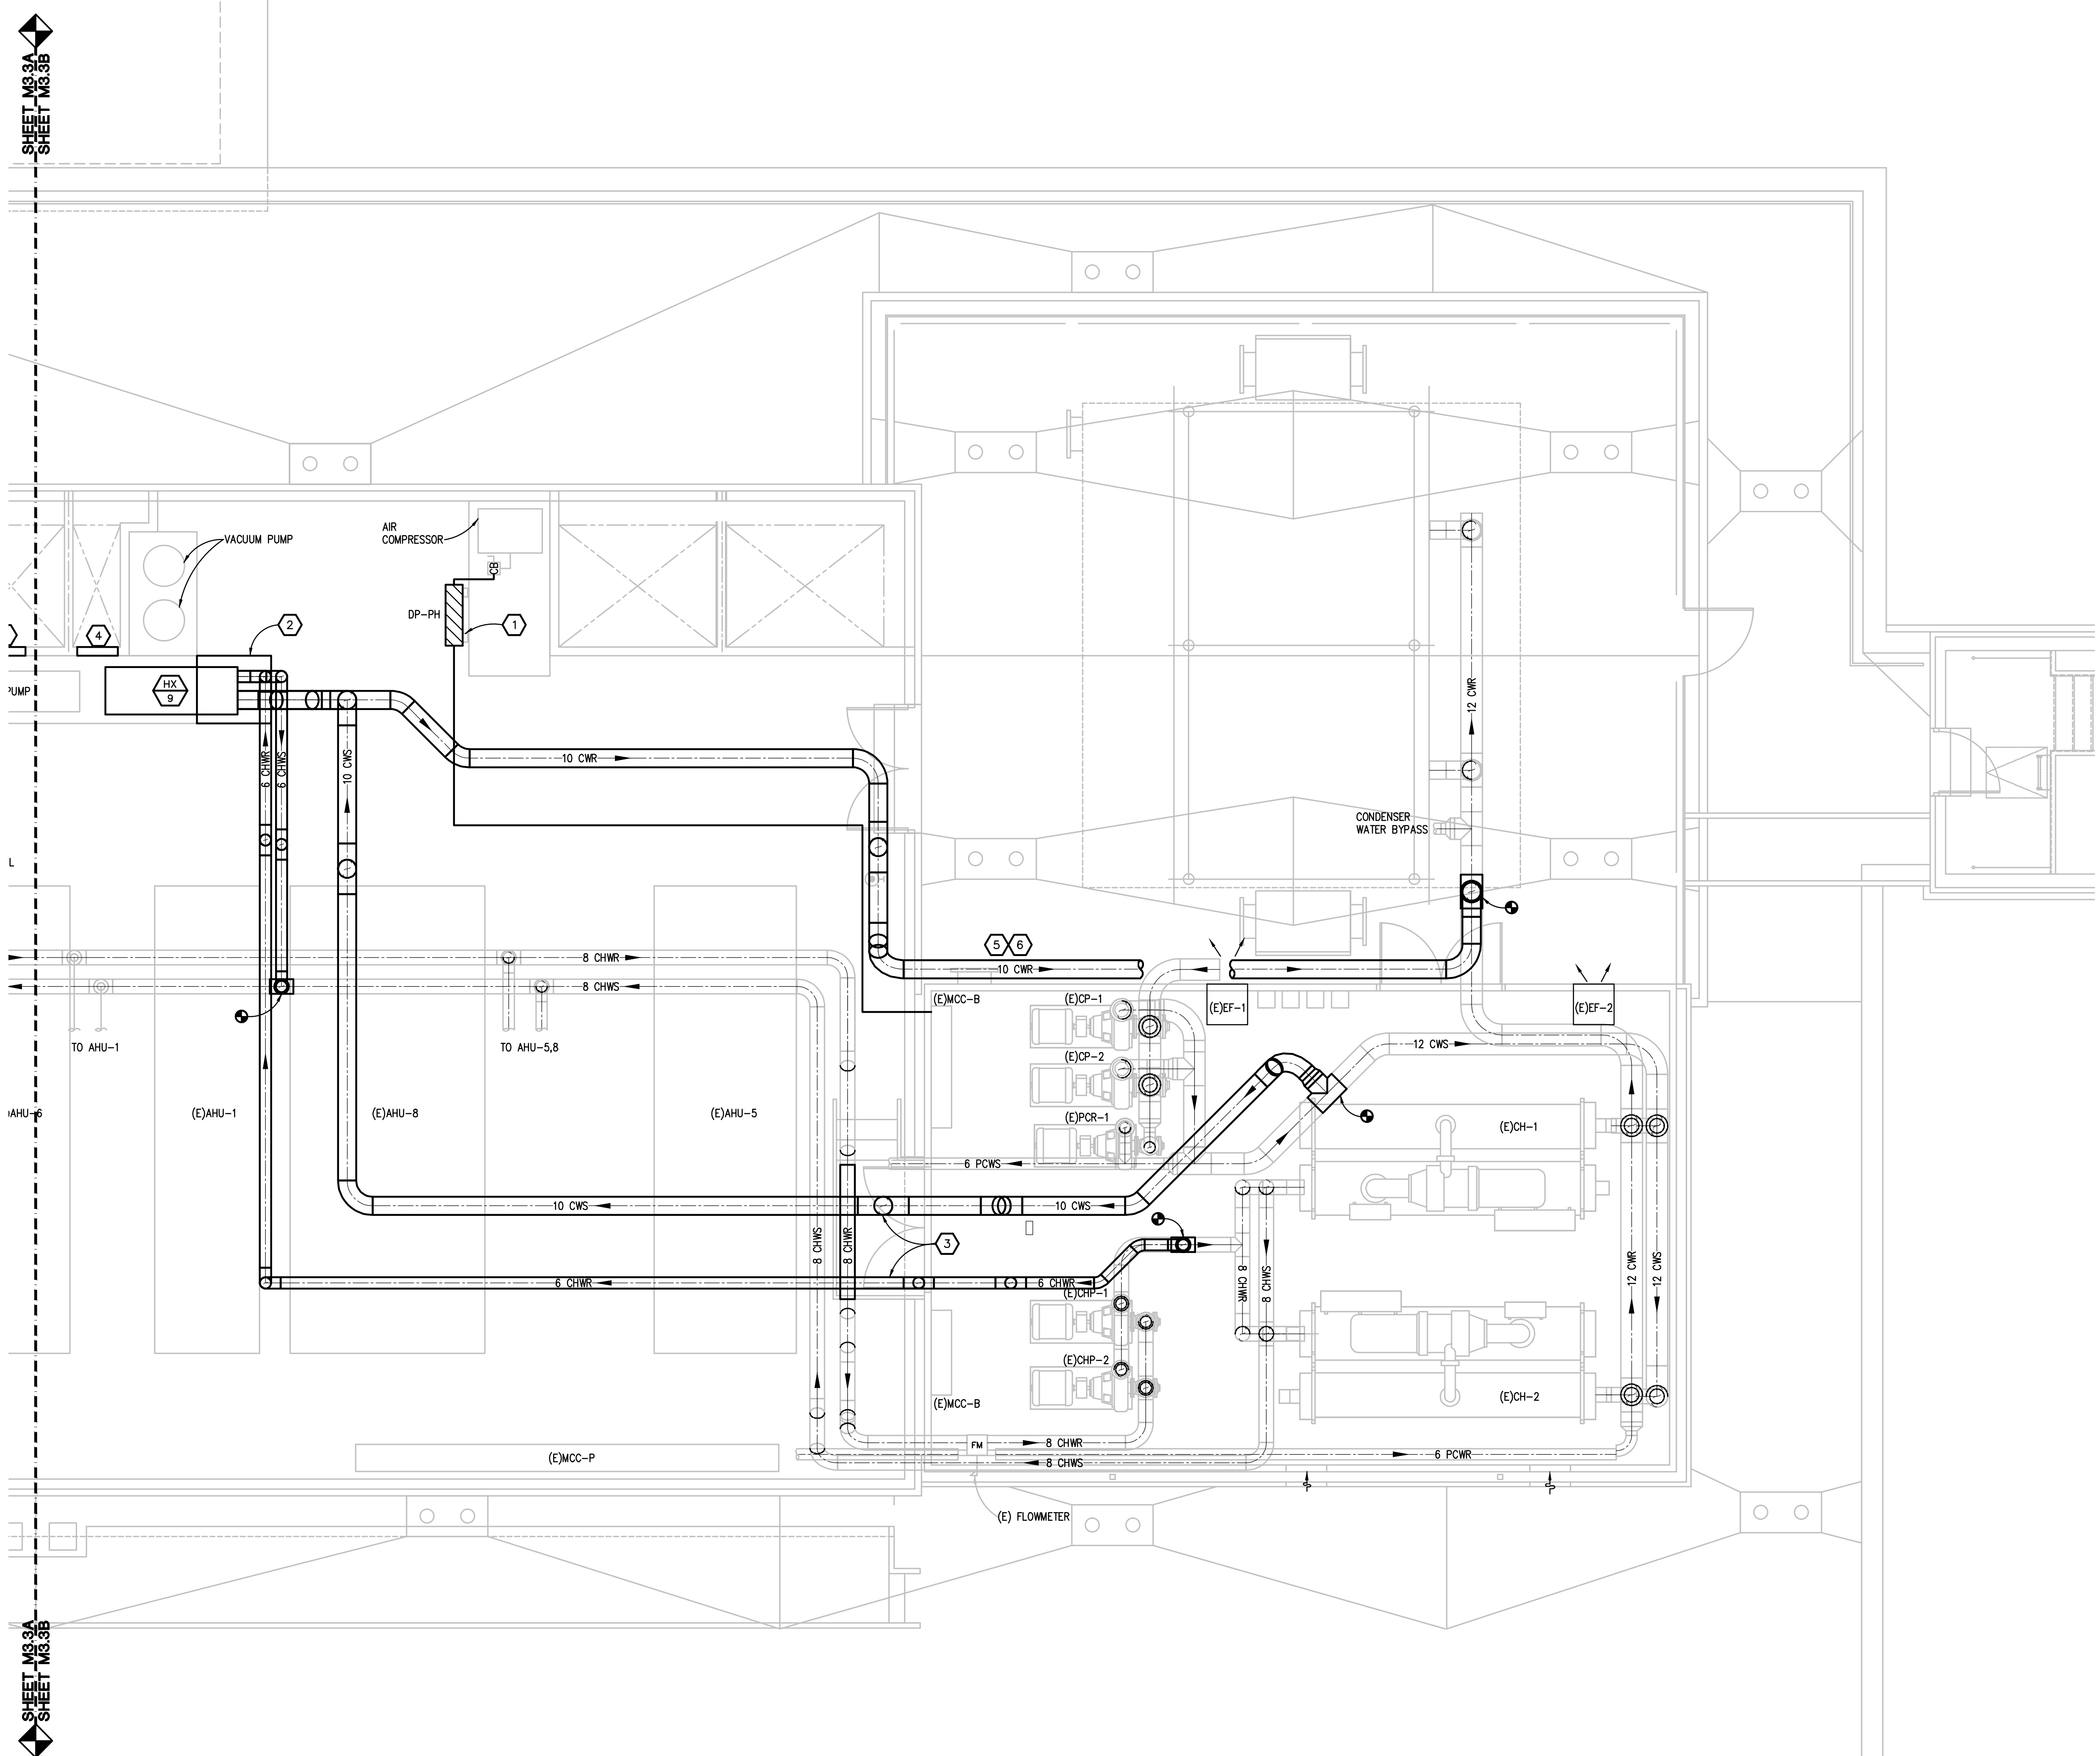 SHEET M3.3A
SHEET M3.3B
AIR
COMPRESSOR
VACUUM PUMP
CB
DP-PH
1
2
4
HX
9
PUMP
6 CHWR
6 CHWS
10 CWS
10 CWR
12 CWR
CONDENSER
WATER BYPASS
L
5
6
8 CHWR
10 CWR
8 CHWS
(E)MCC-B
(E)CP-1
(E)EF-1
(E)EF-2
TO AHU-1
TO AHU-5,8
12 CWS
(E)CP-2
(E)AHU-1
(E)AHU-8
(E)AHU-5
(E)PCR-1
(E)CH-1
6 PCWS
10 CWS
10 CWS
3
8 CHWS
8 CHWR
6 CHWR
6 CHWR
8 CHWR
8 CHWS
12 CWR
12 CWS
(E)CHP-1
(E)CHP-2
(E)CH-2
(E)MCC-B
FM
8 CHWR
6 PCWR
8 CHWS
(E)MCC-P
(E) FLOWMETER
SHEET M3.3A
SHEET M3.3B